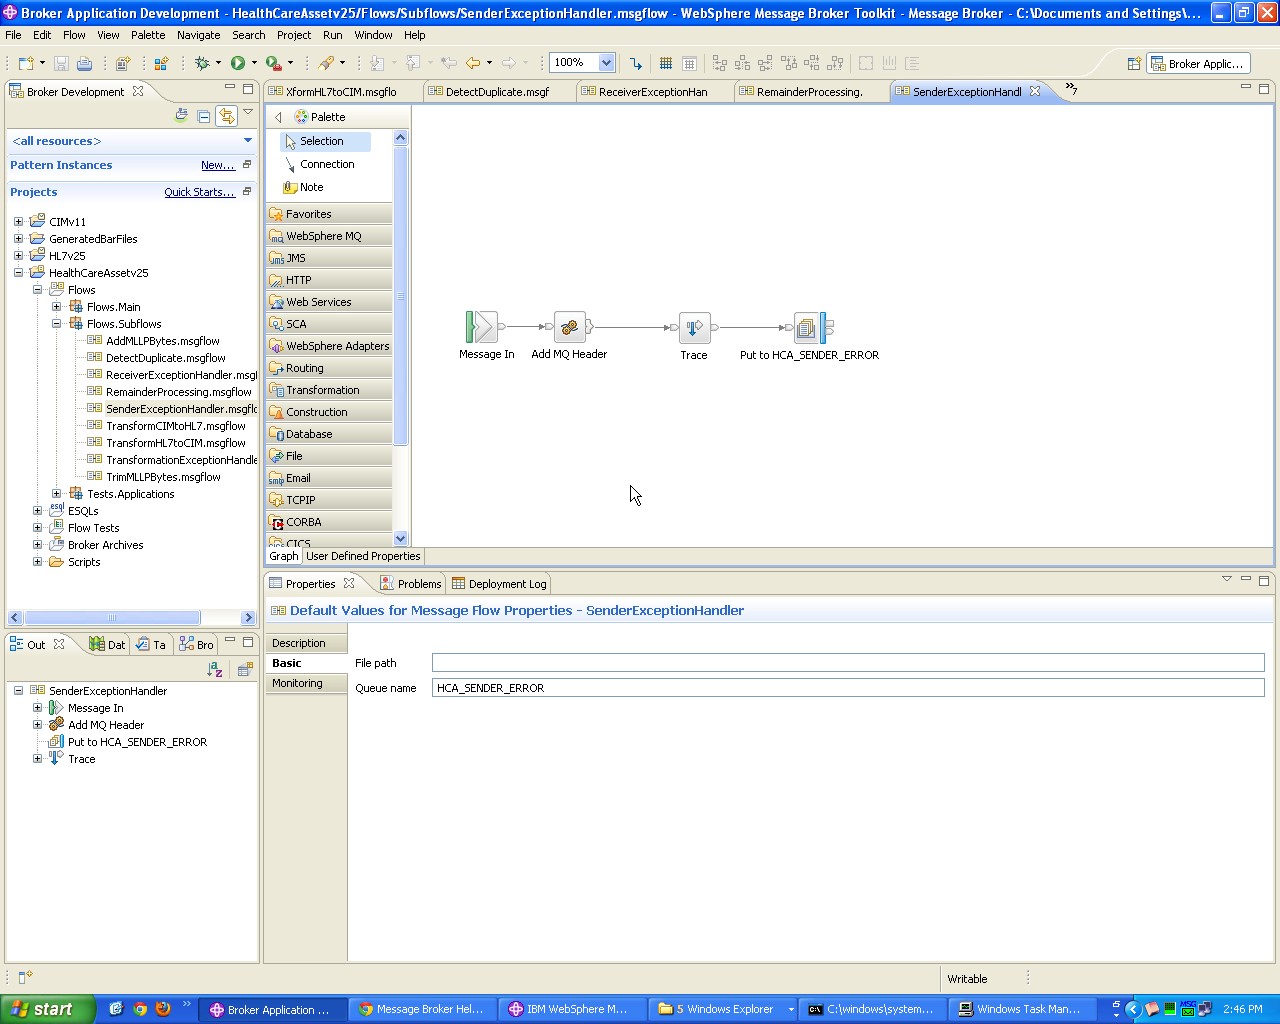 Broker Application Development - HealthCareAssetv25/Flows/Subflows/SenderExceptionHandler.msgflow - WebSphere Message Broker Toolkit - Message Broker - C:\Documents and Settings\...
File Edit Flow View Palette Navigate Search Project Run Window Help
100%
Broker Applic...
Broker Development
<all resources>
Pattern Instances New...
Projects Quick Starts...
CIMv11
GeneratedBarFiles
HL7v25
HealthCareAssetv25
Flows
Flows.Main
Flows.Subflows
AddMLLPBytes.msgflow
DetectDuplicate.msgflow
ReceiverExceptionHandler.msgl
RemainderProcessing.msgflow
SenderExceptionHandler.msgflc
TransformCIMtoHL7.msgflow
TransformHL7toCIM.msgflow
TransformationExceptionHandle
TrimMLLPBytes.msgflow
Tests.Applications
ESQLs
Flow Tests
Broker Archives
Scripts
XformHL7toCIM.msgflo
DetectDuplicate.msgf
ReceiverExceptionHan
RemainderProcessing.
SenderExceptionHandl
»7
Palette
Selection
Connection
Note
Favorites
WebSphere MQ
JMS
HTTP
Web Services
SCA
WebSphere Adapters
Routing
Transformation
Construction
Database
File
Email
TCPIP
CORBA
CICS
Message In
Add MQ Header
Trace
Put to HCA_SENDER_ERROR
Graph User Defined Properties
Out Dat Ta Bro
SenderExceptionHandler
Message In
Add MQ Header
Put to HCA_SENDER_ERROR
Trace
Properties Problems Deployment Log
Default Values for Message Flow Properties - SenderExceptionHandler
Description
Basic
Monitoring
File path
Queue name HCA_SENDER_ERROR
Writable
start
Broker Application ...
Message Broker Hel...
IBM WebSphere M...
5 Windows Explorer
C:\windows\system...
Windows Task Man...
5
2:46 PM